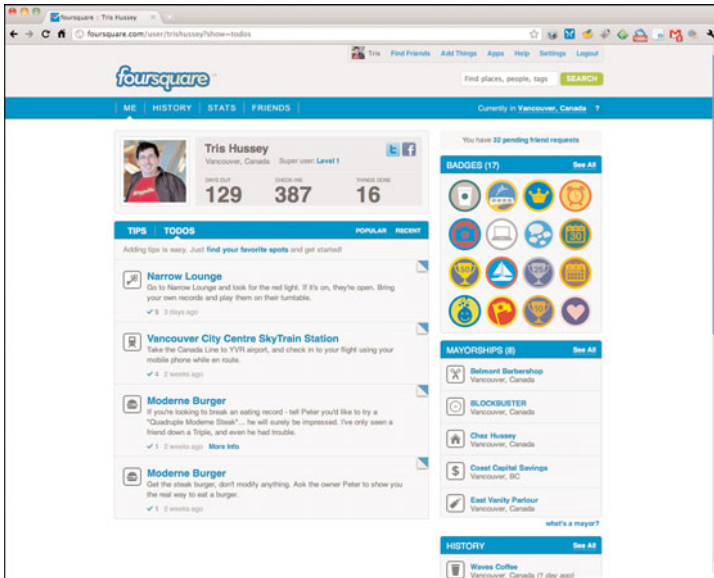 foursquare :: Tris Hussey
foursquare.com/user/trishussey?show=todos
Tris Find Friends Add Things Apps Help Settings Logout
foursquare
Find places, people, tags SEARCH
ME HISTORY STATS FRIENDS
Currently in Vancouver, Canada ?
Tris Hussey
Vancouver, Canada Super user: Level 1
DAYS OUT CHECK-INS THINGS DONE
129 387 16
TIPS TODOS POPULAR RECENT
Adding tips is easy. Just find your favorite spots and get started!
Narrow Lounge
Go to Narrow Lounge and look for the red light. If it's on, they're open. Bring
your own records and play them on their turntable.
5 3 days ago
Vancouver City Centre SkyTrain Station
Take the Canada Line to YVR airport, and check in to your flight using your
mobile phone while en route.
4 2 weeks ago
Moderne Burger
If you're looking to break an eating record - tell Peter you'd like to try a
"Quadruple Moderne Steak"... he will surely be impressed. I've only seen a
friend down a Triple, and even he had trouble.
1 2 weeks ago More Info
Moderne Burger
Get the steak burger, don't modify anything. Ask the owner Peter to show you
the real way to eat a burger.
1 2 weeks ago
You have 32 pending friend requests
BADGES (17) See All
30
50 25
10
MAYORSHIPS (8) See All
Belmont Barbershop
Vancouver, Canada
BLOCKBUSTER
Vancouver, Canada
Chez Hussey
Vancouver, Canada
$
Coast Capital Savings
Vancouver, BC
East Vanity Parlour
Vancouver, Canada
what's a mayor?
HISTORY See All
Waves Coffee
Vancouver, Canada (1 day ago)